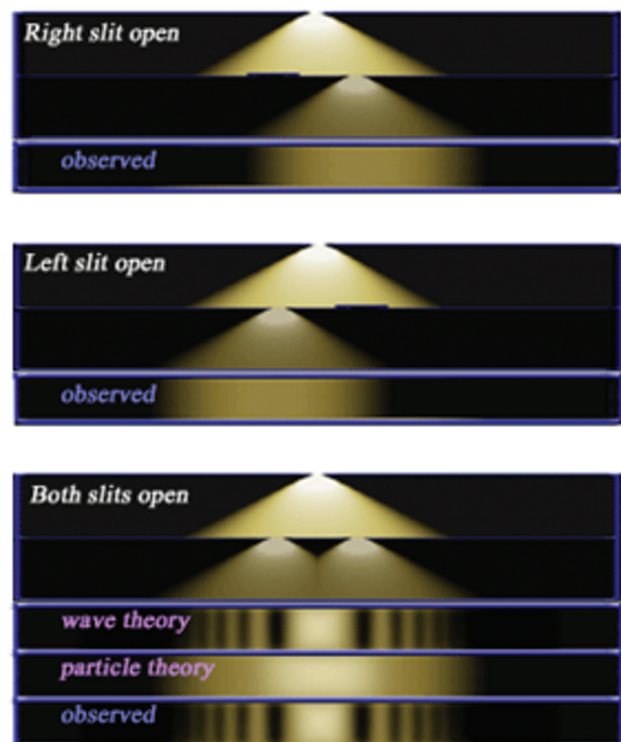 Right slit open
observed
Left slit open
observed
Both slits open
wave theory
particle theory
observed